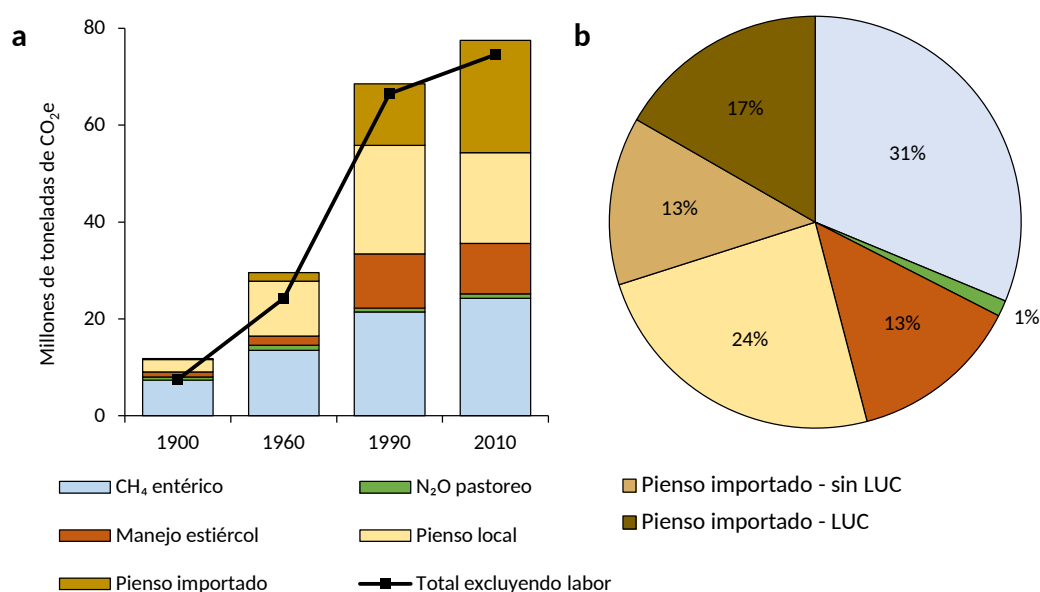 a
b
Millones de toneladas de CO₂e
80
60
40
20
0
1900
1960
1990
2010
CH₄ entérico
N₂O pastoreo
Manejo estiércol
Pienso local
Pienso importado
Total excluyendo labor
31%
1%
13%
24%
13%
17%
Pienso importado - sin LUC
Pienso importado - LUC